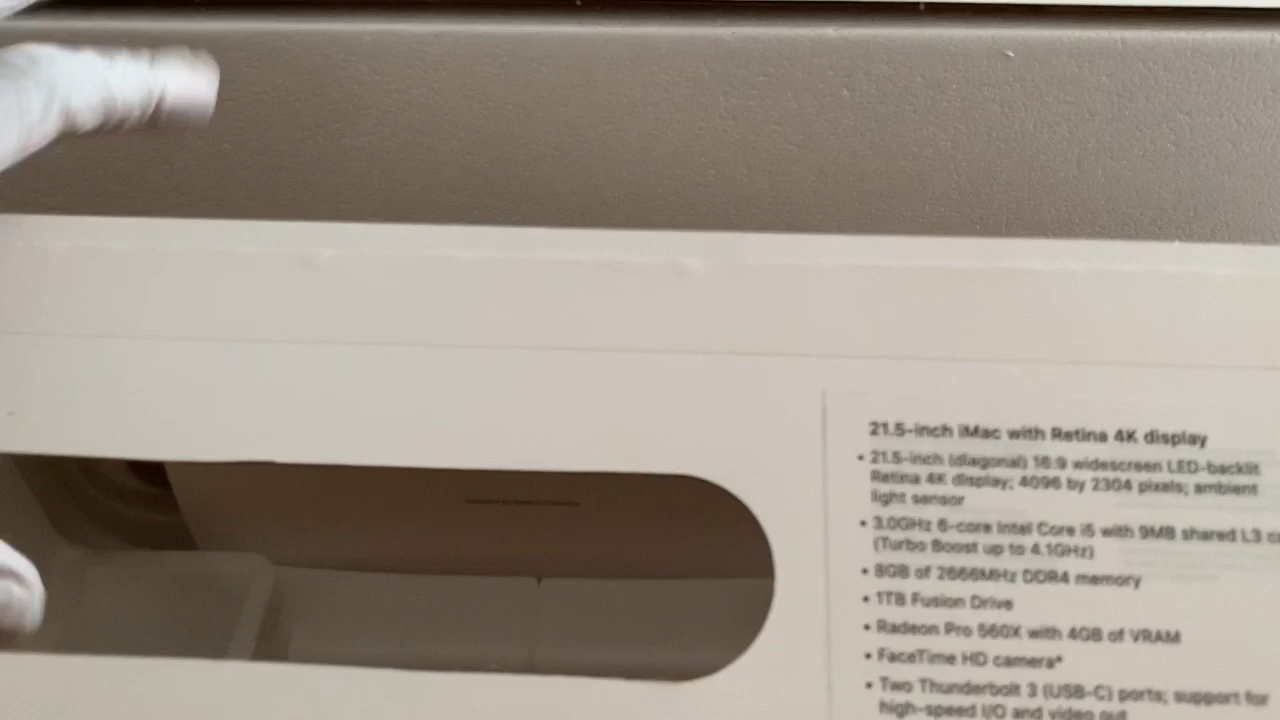 21.5-inch iMac with Retina 4K display
• 21.5-inch (diagonal) 16:9 widescreen LED-backlit
Retina 4K display; 4096 by 2304 pixels; ambient
light sensor
• 3.0GHz 6-core Intel Core i5 with 9MB shared L3
(Turbo Boost up to 4.1GHz)
• 8GB of 2666MHz DDR4 memory
• 1TB Fusion Drive
• Radeon Pro 560X with 4GB of VRAM
• FaceTime HD camera*
• Two Thunderbolt 3 (USB-C) ports; support for
high-speed I/O and video out